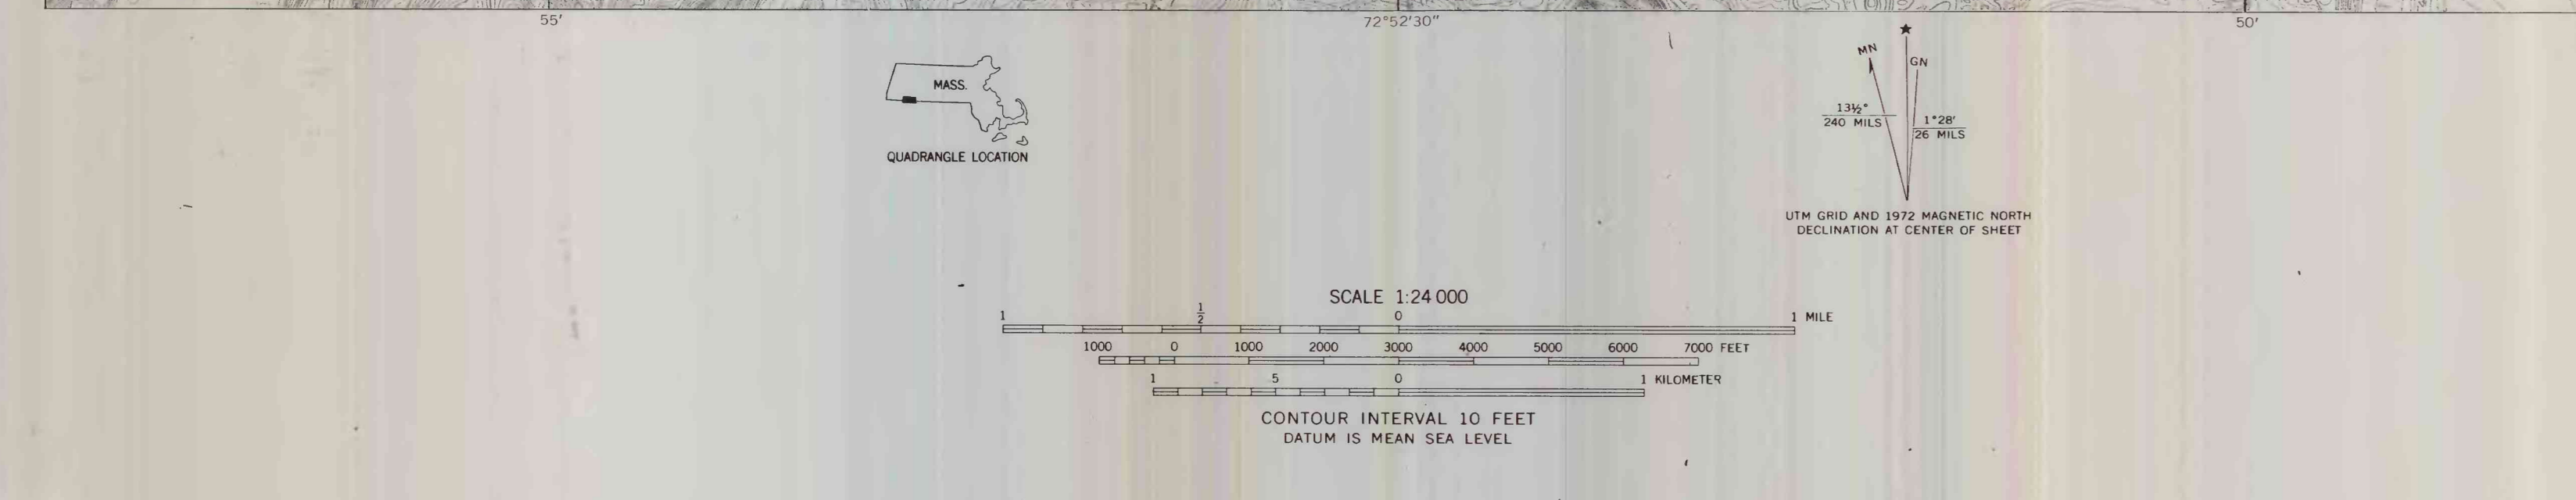 55′ 72°52′30″ 50′
MASS.
QUADRANGLE LOCATION
★
MN
GN
13½°
240 MILS
1°28′
26 MILS
UTM GRID AND 1972 MAGNETIC NORTH
DECLINATION AT CENTER OF SHEET
SCALE 1:24 000
1 1/2 0 1 MILE
1000 0 1000 2000 3000 4000 5000 6000 7000 FEET
1 .5 0 1 KILOMETER
CONTOUR INTERVAL 10 FEET
DATUM IS MEAN SEA LEVEL